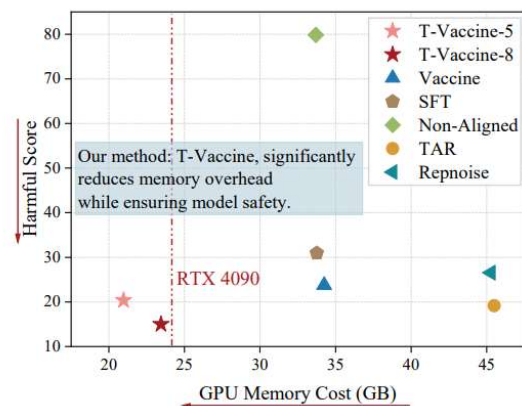 80
70
60
50
40
30
20
10
Harmful Score
T-Vaccine-5
T-Vaccine-8
Vaccine
SFT
Non-Aligned
TAR
Repnoise
Our method: T-Vaccine, significantly
reduces memory overhead
while ensuring model safety.
RTX 4090
20
25
30
35
40
45
GPU Memory Cost (GB)